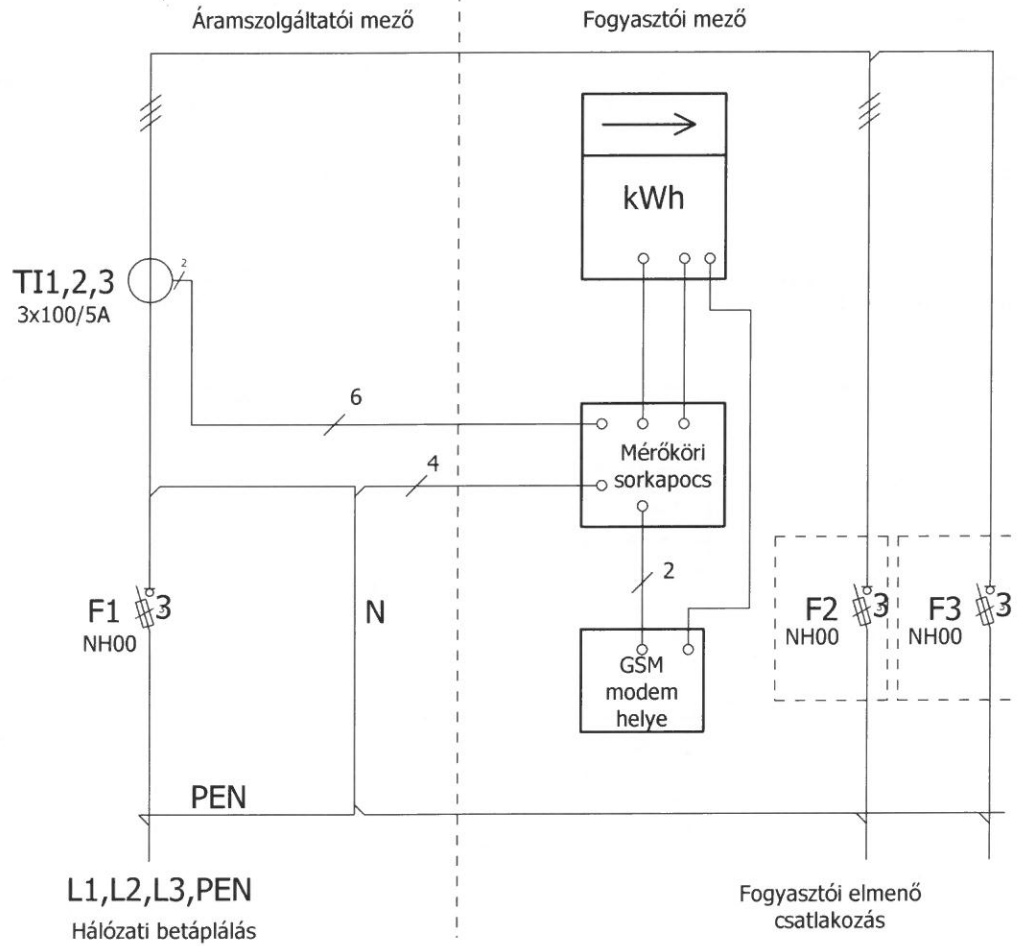 Áramszolgáltatói mező
Fogyasztói mező
kWh
2
TI1,2,3
3x100/5A
6
Mérőköri
sorkapocs
4
2
F1
3
NH00
N
F2
3
NH00
F3
3
NH00
GSM
modem
helye
PEN
L1,L2,L3,PEN
Hálózati betáplálás
Fogyasztói elmenő
csatlakozás